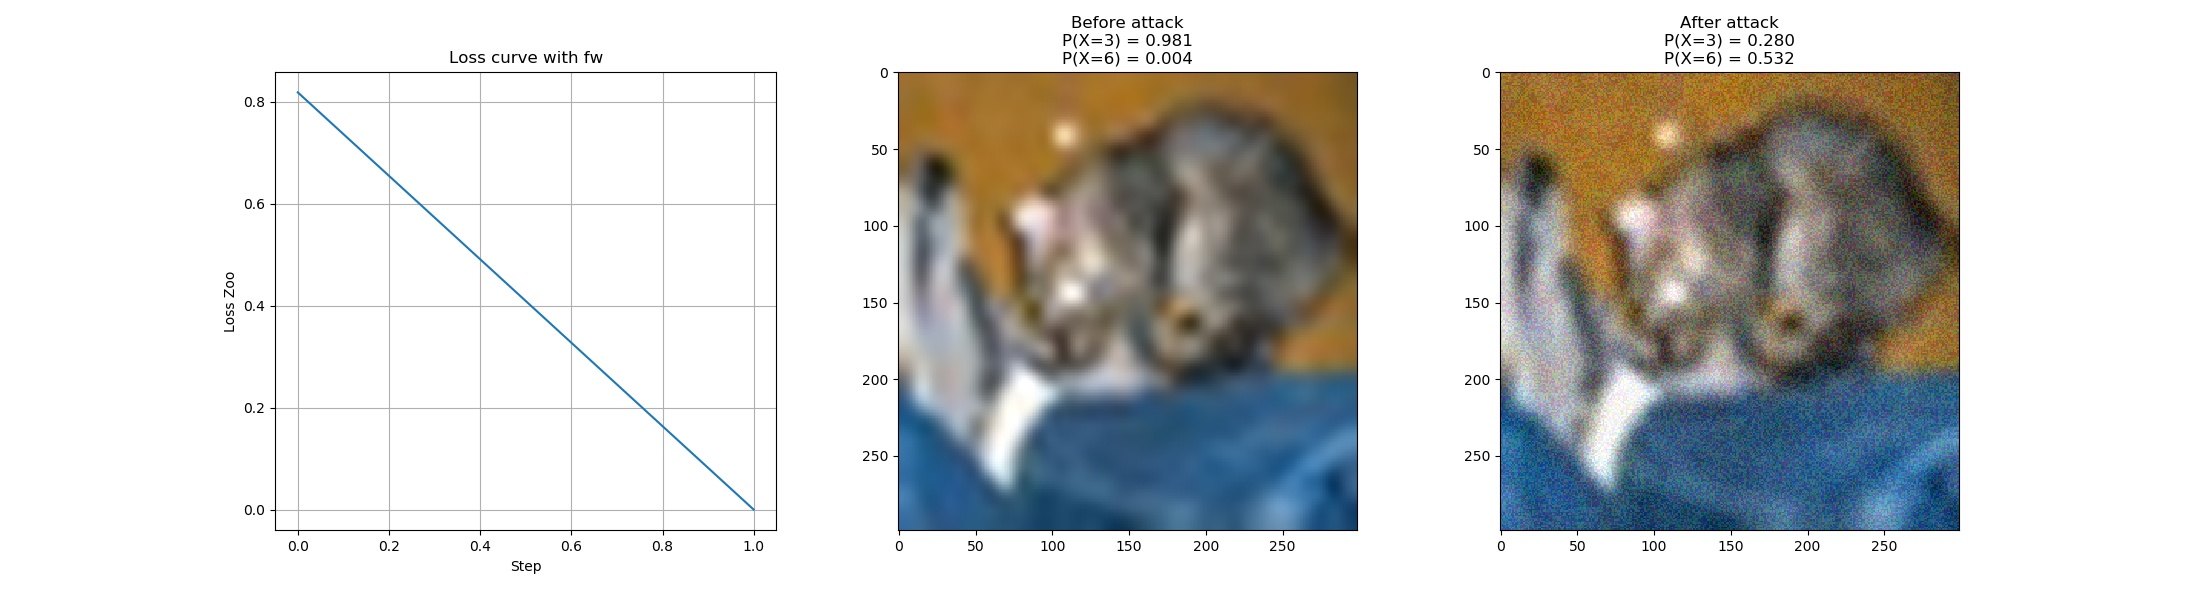 Loss curve with fw
Loss Zoo
0.8
0.6
0.4
0.2
0.0
0.0 0.2 0.4 0.6 0.8 1.0
Step
Before attack
P(X=3) = 0.981
P(X=6) = 0.004
0
50
100
150
200
250
0 50 100 150 200 250
After attack
P(X=3) = 0.280
P(X=6) = 0.532
0
50
100
150
200
250
0 50 100 150 200 250